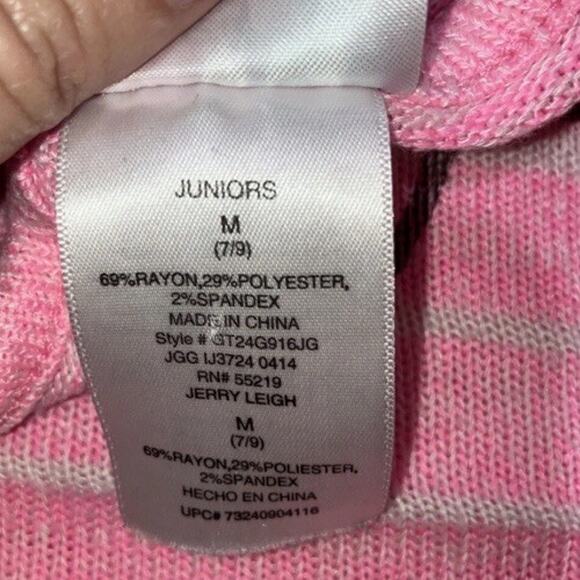 JUNIORS
M
(7/9)
69%RAYON,29%POLYESTER,
2%SPANDEX
MADE IN CHINA
Style # GT24G916JG
JGG IJ3724 0414
RN# 55219
JERRY LEIGH
M
(7/9)
69%RAYON,29%POLIESTER,
2%SPANDEX
HECHO EN CHINA
UPC# 73240904116